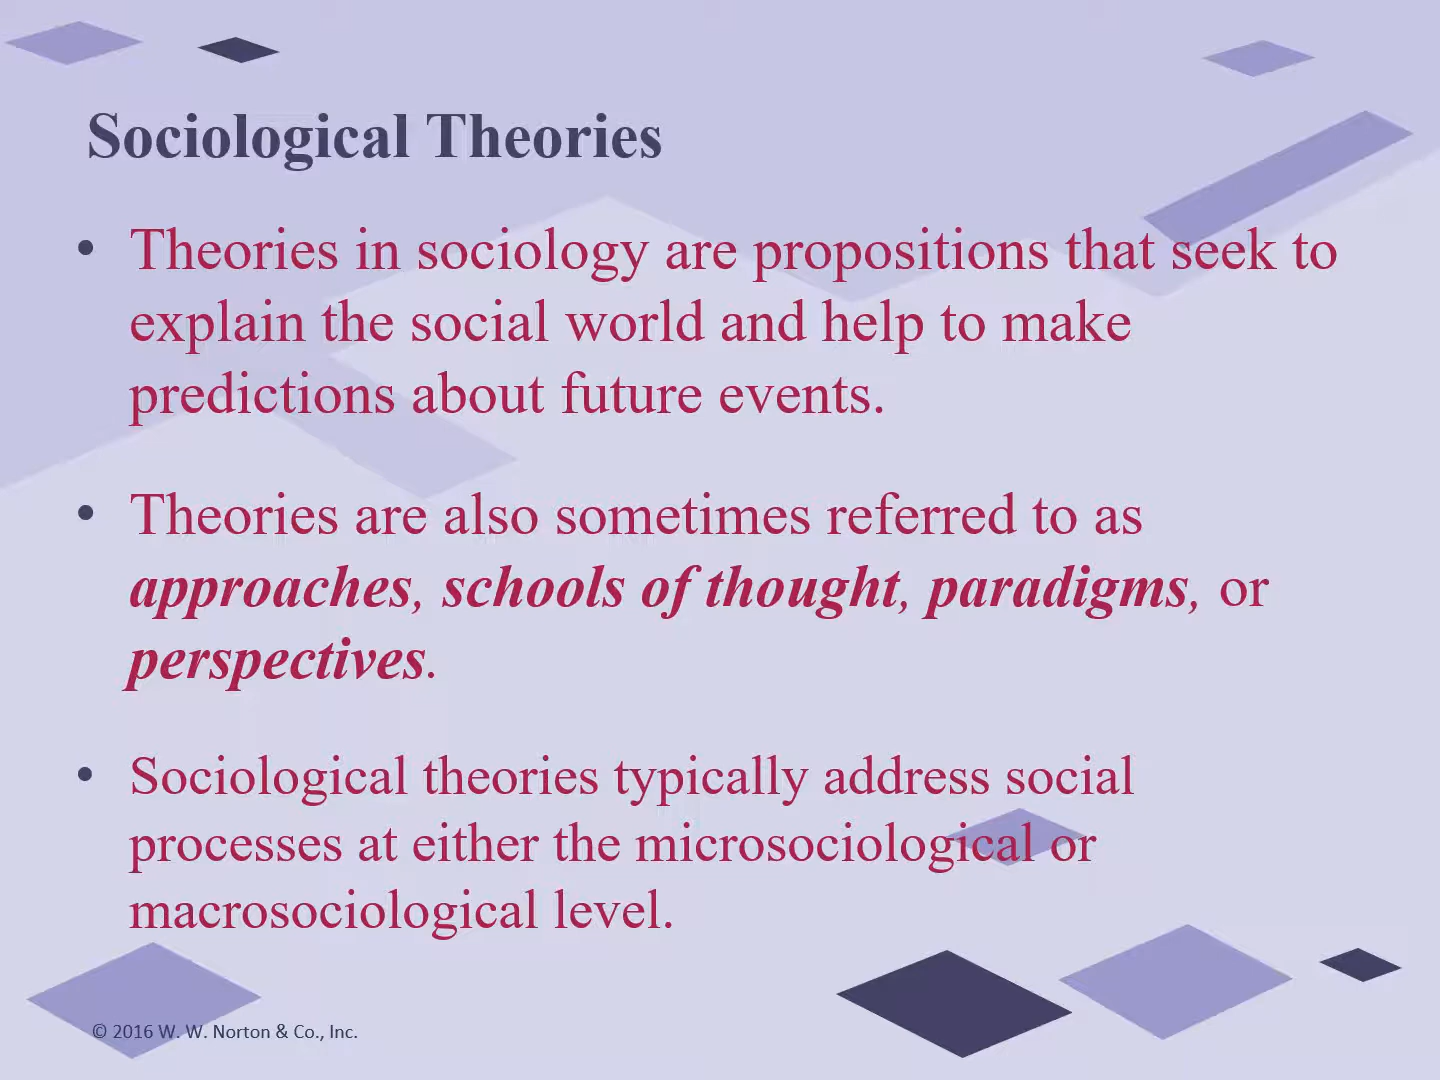 Sociological Theories
• Theories in sociology are propositions that seek to
explain the social world and help to make
predictions about future events.
• Theories are also sometimes referred to as
approaches, schools of thought, paradigms, or
perspectives.
• Sociological theories typically address social
processes at either the microsociological or
macrosociological level.
© 2016 W. W. Norton & Co., Inc.